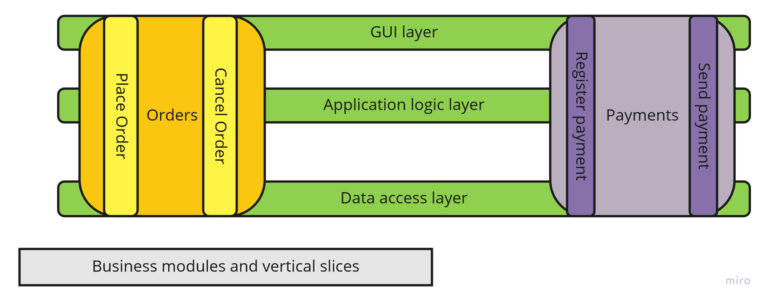 GUI layer
Place Order
Orders
Cancel Order
Application logic layer
Register payment
Payments
Send payment
Data access layer
Business modules and vertical slices
miro